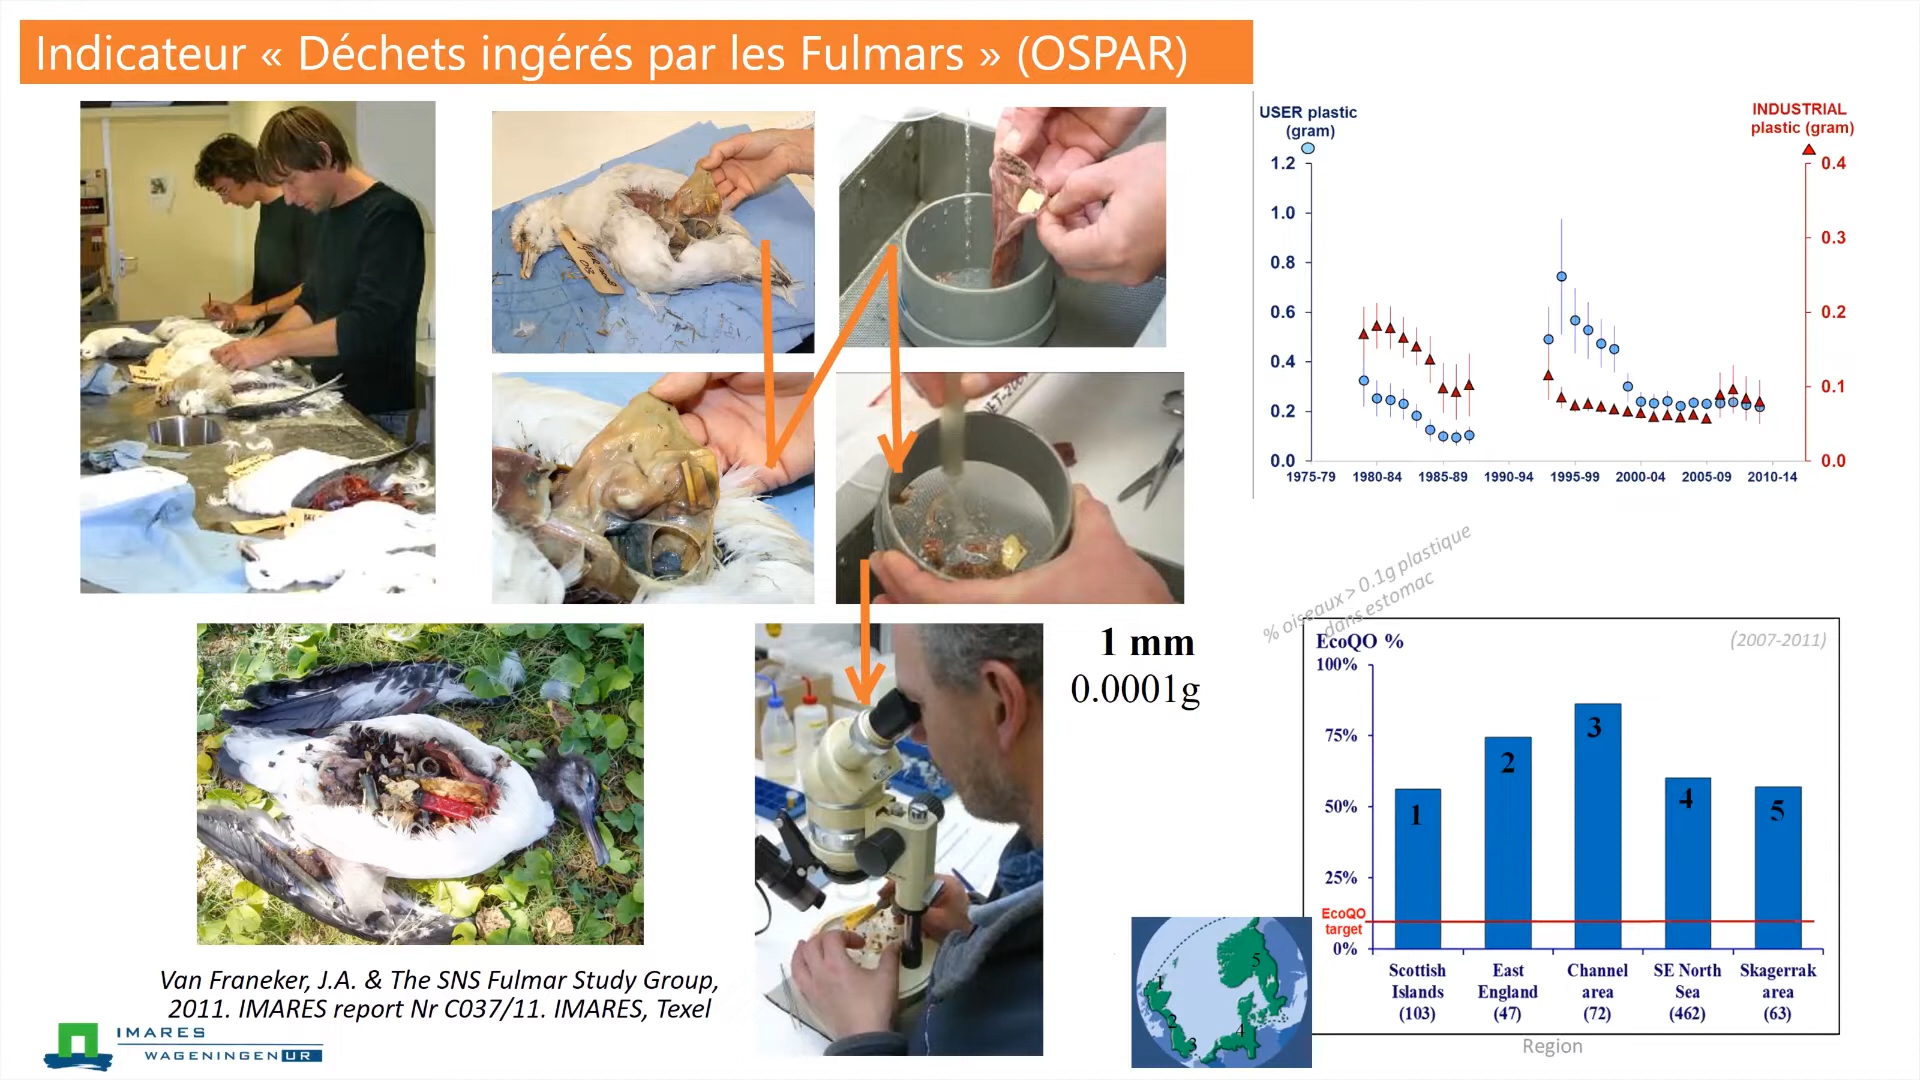 Indicateur « Déchets ingérés par les Fulmars » (OSPAR)
USER plastic
(gram)
INDUSTRIAL
plastic (gram)
1.2
1.0
0.8
0.6
0.4
0.2
0.0
0.4
0.3
0.2
0.1
0.0
1975-79 1980-84 1985-89 1990-94 1995-99 2000-04 2005-09 2010-14
1 mm
0.0001g
% oiseaux > 0.1g plastique
dans estomac
EcoQO %
(2007-2011)
100%
75%
50%
25%
EcoQO
target
0%
1
2
3
4
5
Scottish
Islands
(103)
East
England
(47)
Channel
area
(72)
SE North
Sea
(462)
Skagerrak
area
(63)
Region
1
2
3
4
5
Van Franeker, J.A. & The SNS Fulmar Study Group,
2011. IMARES report Nr C037/11. IMARES, Texel
IMARES
WAGENINGEN UR